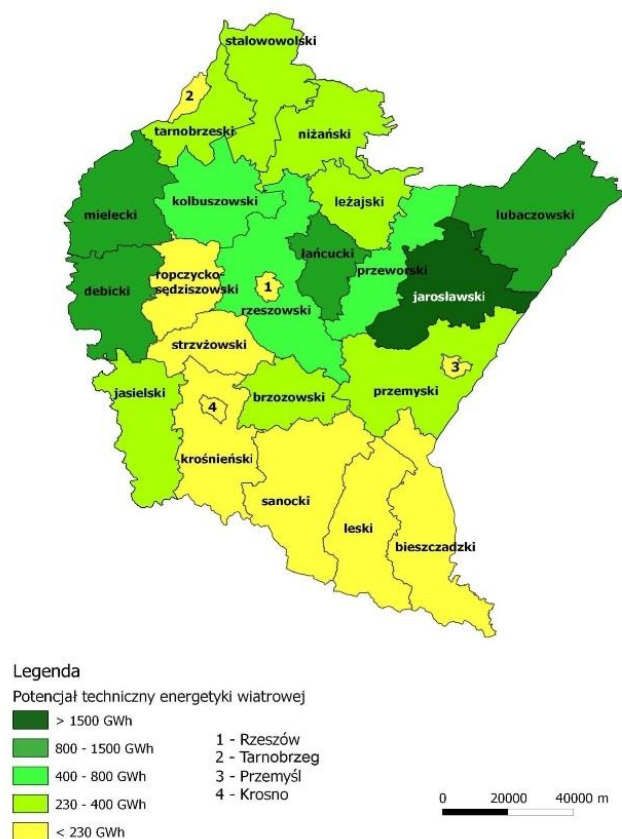 stalowowolski
2
tarnobrzeski
niżański
kolbuszowski
leżajski
mielecki
lubaczowski
łańcucki
ropczycko-
sędziszowski
przeworski
debicki
1
jarosławski
rzeszowski
strzyżowski
3
jasielski
brzozowski
przemyski
4
krośnieński
sanocki
leski
bieszczadzki
Legenda
Potencjał techniczny energetyki wiatrowej
> 1500 GWh
800 - 1500 GWh
400 - 800 GWh
230 - 400 GWh
< 230 GWh
1 - Rzeszów
2 - Tarnobrzeg
3 - Przemyśl
4 - Krosno
0 20000 40000 m